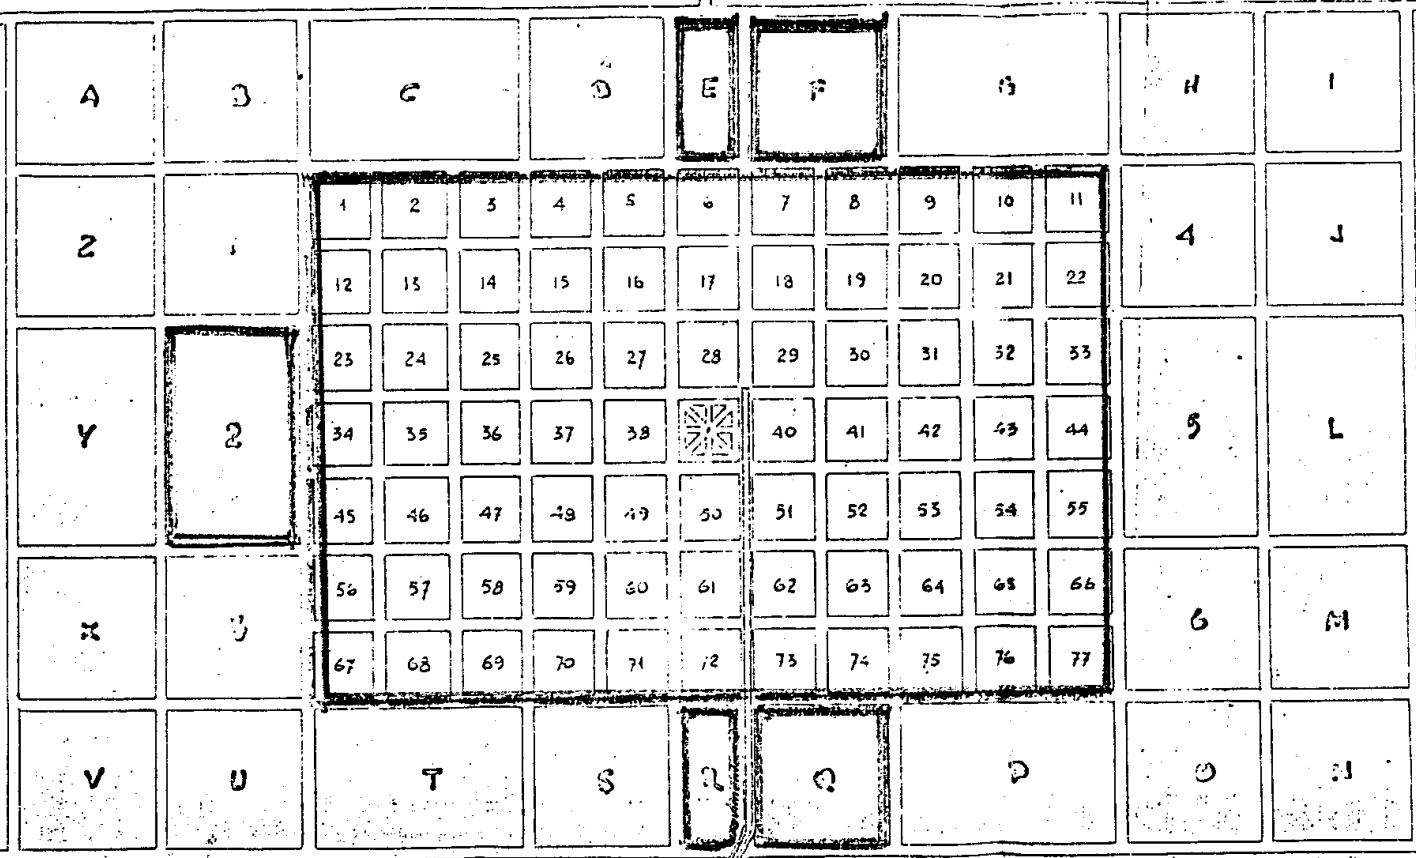 A B C D E F G H I
1 2 3 4 5 6 7 8 9 10 11
Z 1 4 J
12 13 14 15 16 17 18 19 20 21 22
23 24 25 26 27 28 29 30 31 32 33
Y 2 34 35 36 37 38 40 41 42 43 44 5 L
45 46 47 48 49 50 51 52 53 54 55
X 3 56 57 58 59 60 61 62 63 64 65 66 6 M
67 68 69 70 71 72 73 74 75 76 77
V U T S R Q P O N